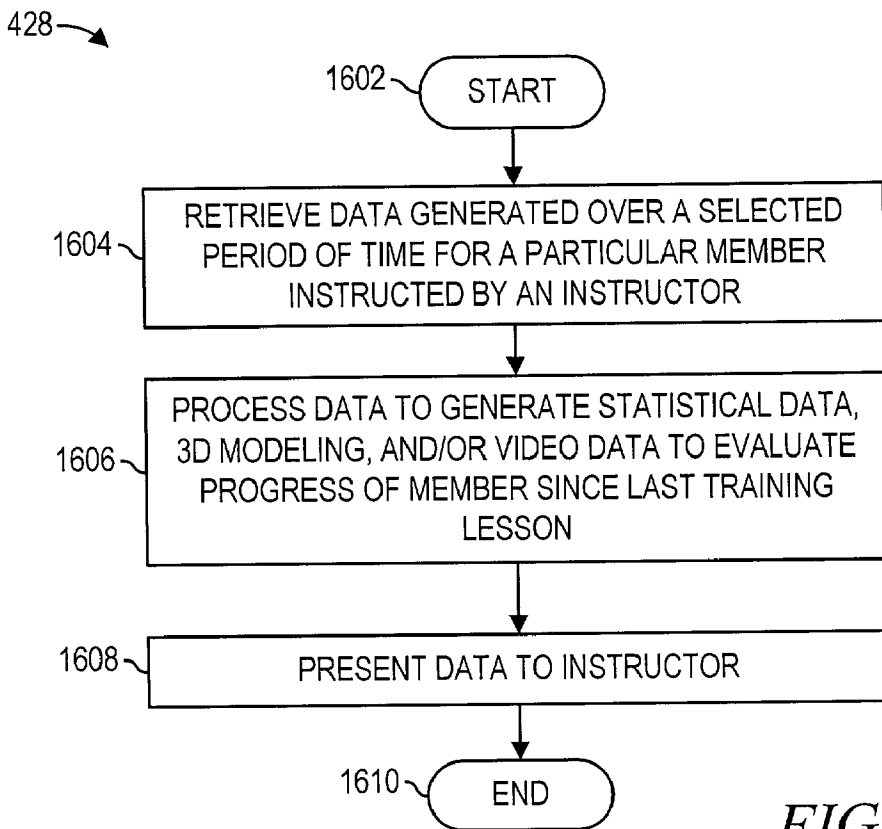 428
1602
START
1604
RETRIEVE DATA GENERATED OVER A SELECTED
PERIOD OF TIME FOR A PARTICULAR MEMBER
INSTRUCTED BY AN INSTRUCTOR
1606
PROCESS DATA TO GENERATE STATISTICAL DATA,
3D MODELING, AND/OR VIDEO DATA TO EVALUATE
PROGRESS OF MEMBER SINCE LAST TRAINING
LESSON
1608
PRESENT DATA TO INSTRUCTOR
1610
END
FIG